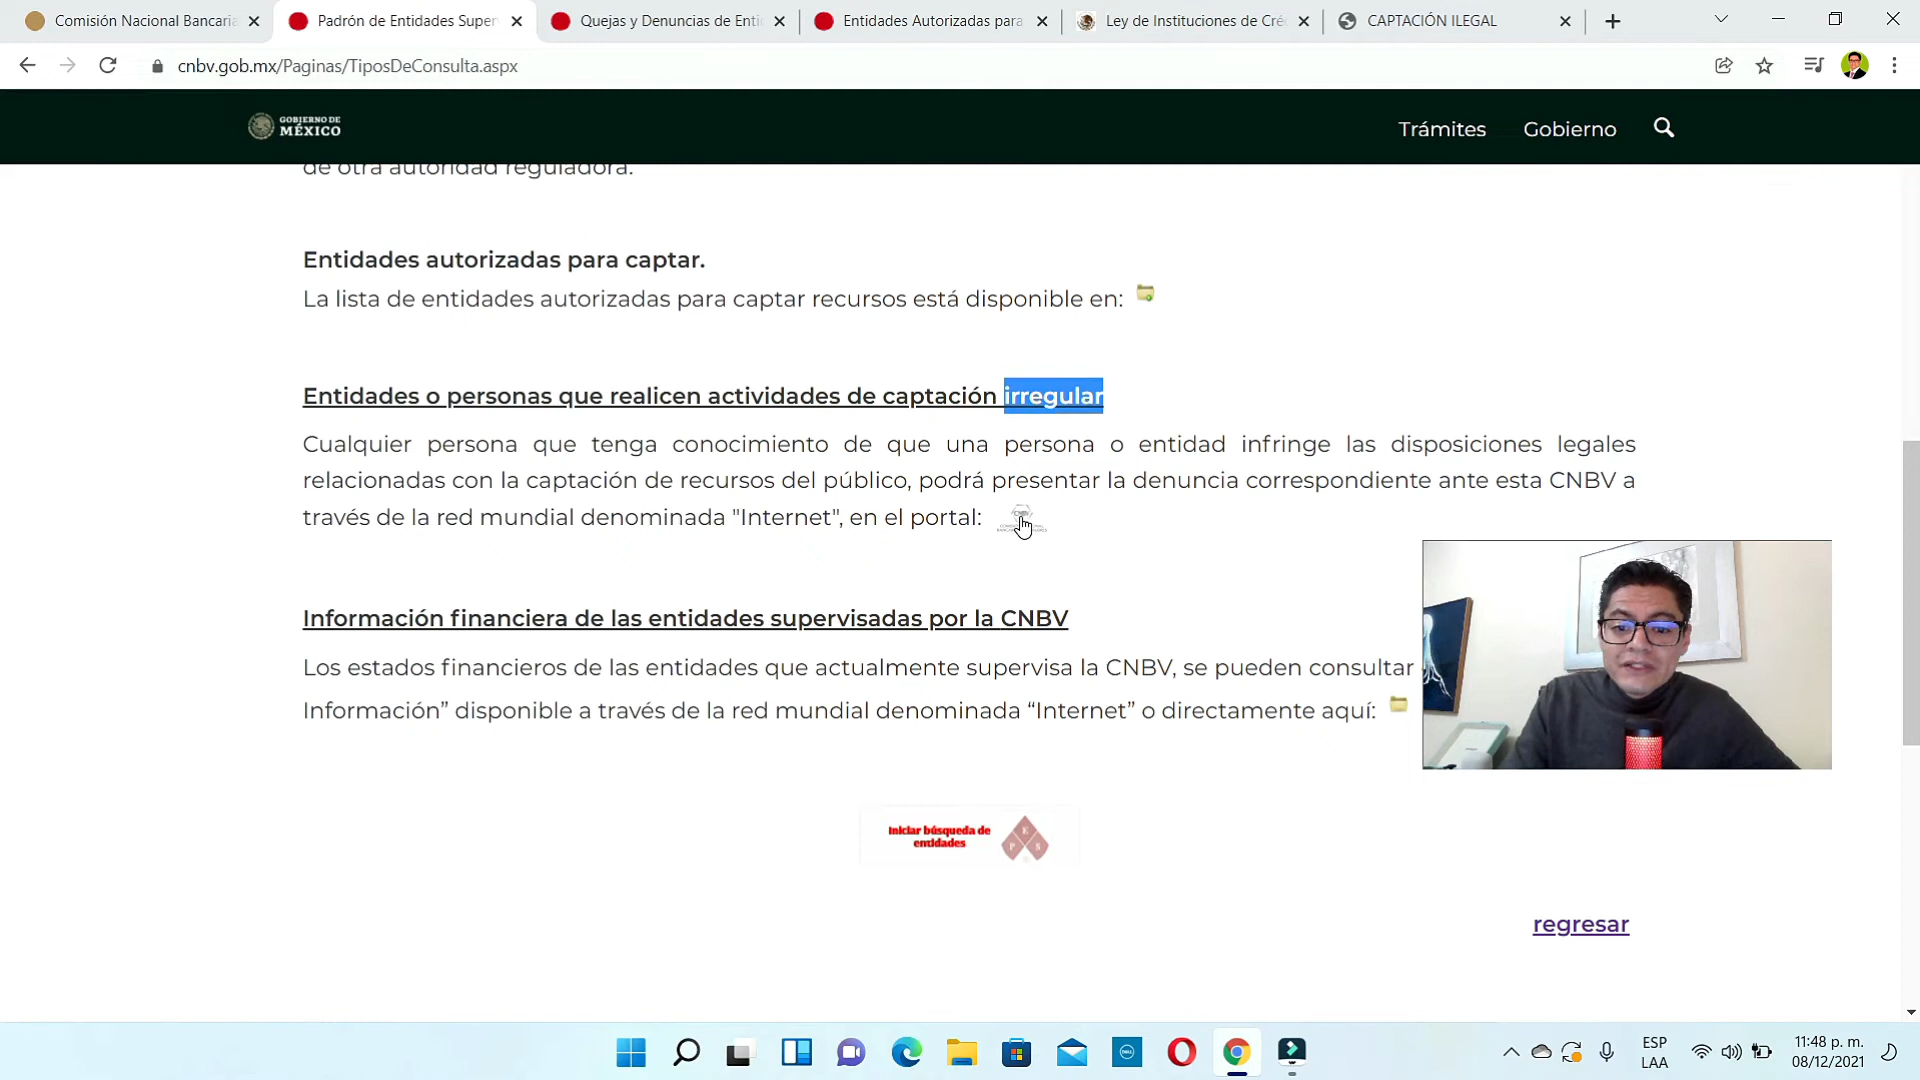 Comisión Nacional Bancaria
Padrón de Entidades Super
Quejas y Denuncias de Enti
Entidades Autorizadas para
Ley de Instituciones de Cré
CAPTACIÓN ILEGAL
cnbv.gob.mx/Paginas/TiposDeConsulta.aspx
GOBIERNO DE
MÉXICO
Trámites
Gobierno
de otra autoridad reguladora.
Entidades autorizadas para captar.
La lista de entidades autorizadas para captar recursos está disponible en:
Entidades o personas que realicen actividades de captación irregular
Cualquier persona que tenga conocimiento de que una persona o entidad infringe las disposiciones legales
relacionadas con la captación de recursos del público, podrá presentar la denuncia correspondiente ante esta CNBV a
través de la red mundial denominada "Internet", en el portal:
Información financiera de las entidades supervisadas por la CNBV
Los estados financieros de las entidades que actualmente supervisa la CNBV, se pueden consultar
Información” disponible a través de la red mundial denominada “Internet” o directamente aquí:
Iniciar búsqueda de
entidades
E
P S
regresar
DELL
ESP
LAA
11:48 p. m.
08/12/2021